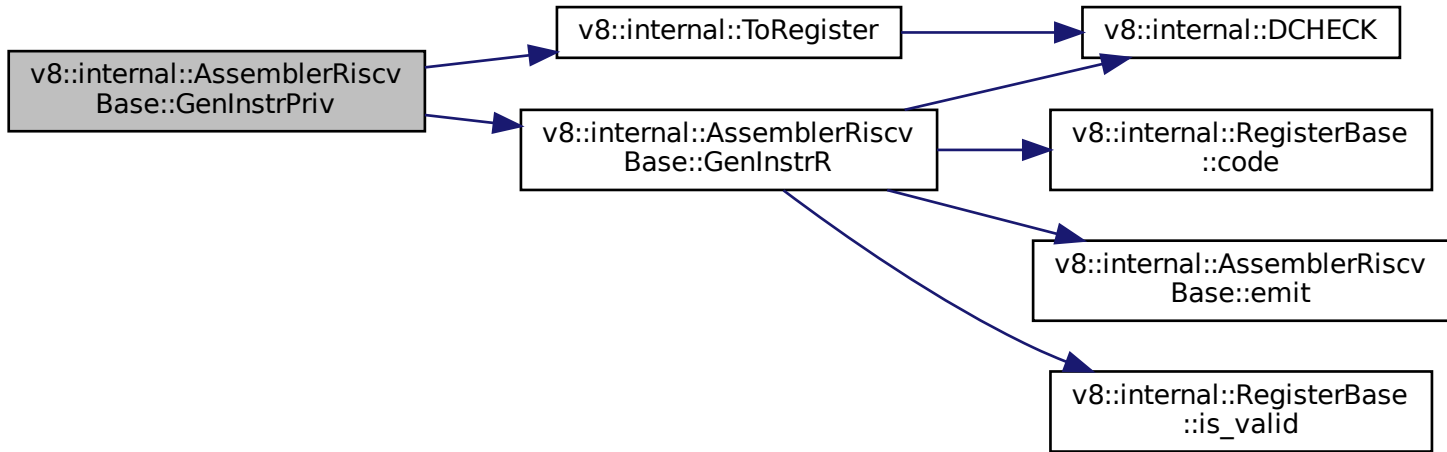 v8::internal::AssemblerRiscv
Base::GenInstrPriv
v8::internal::ToRegister
v8::internal::AssemblerRiscv
Base::GenInstrR
v8::internal::DCHECK
v8::internal::RegisterBase
::code
v8::internal::AssemblerRiscv
Base::emit
v8::internal::RegisterBase
::is_valid